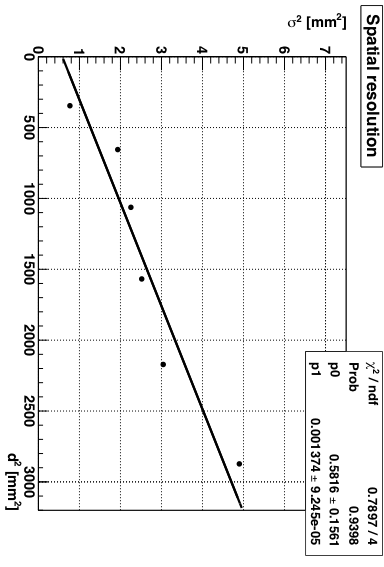 Spatial resolution
χ² / ndf 0.7897 / 4
Prob 0.9398
p0 0.5816 ± 0.1561
p1 0.001374 ± 9.245e-05
σ² [mm²]
7
6
5
4
3
2
1
0
0 500 1000 1500 2000 2500 3000
d² [mm²]